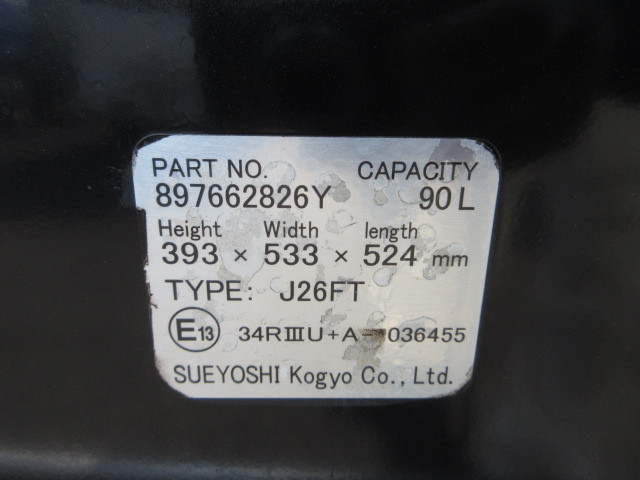 PART NO. CAPACITY
897662826Y 90L
Height Width length
393 × 533 × 524 mm
TYPE: J26FT
E13 34RⅢU+A-036455
SUEYOSHI Kogyo Co., Ltd.